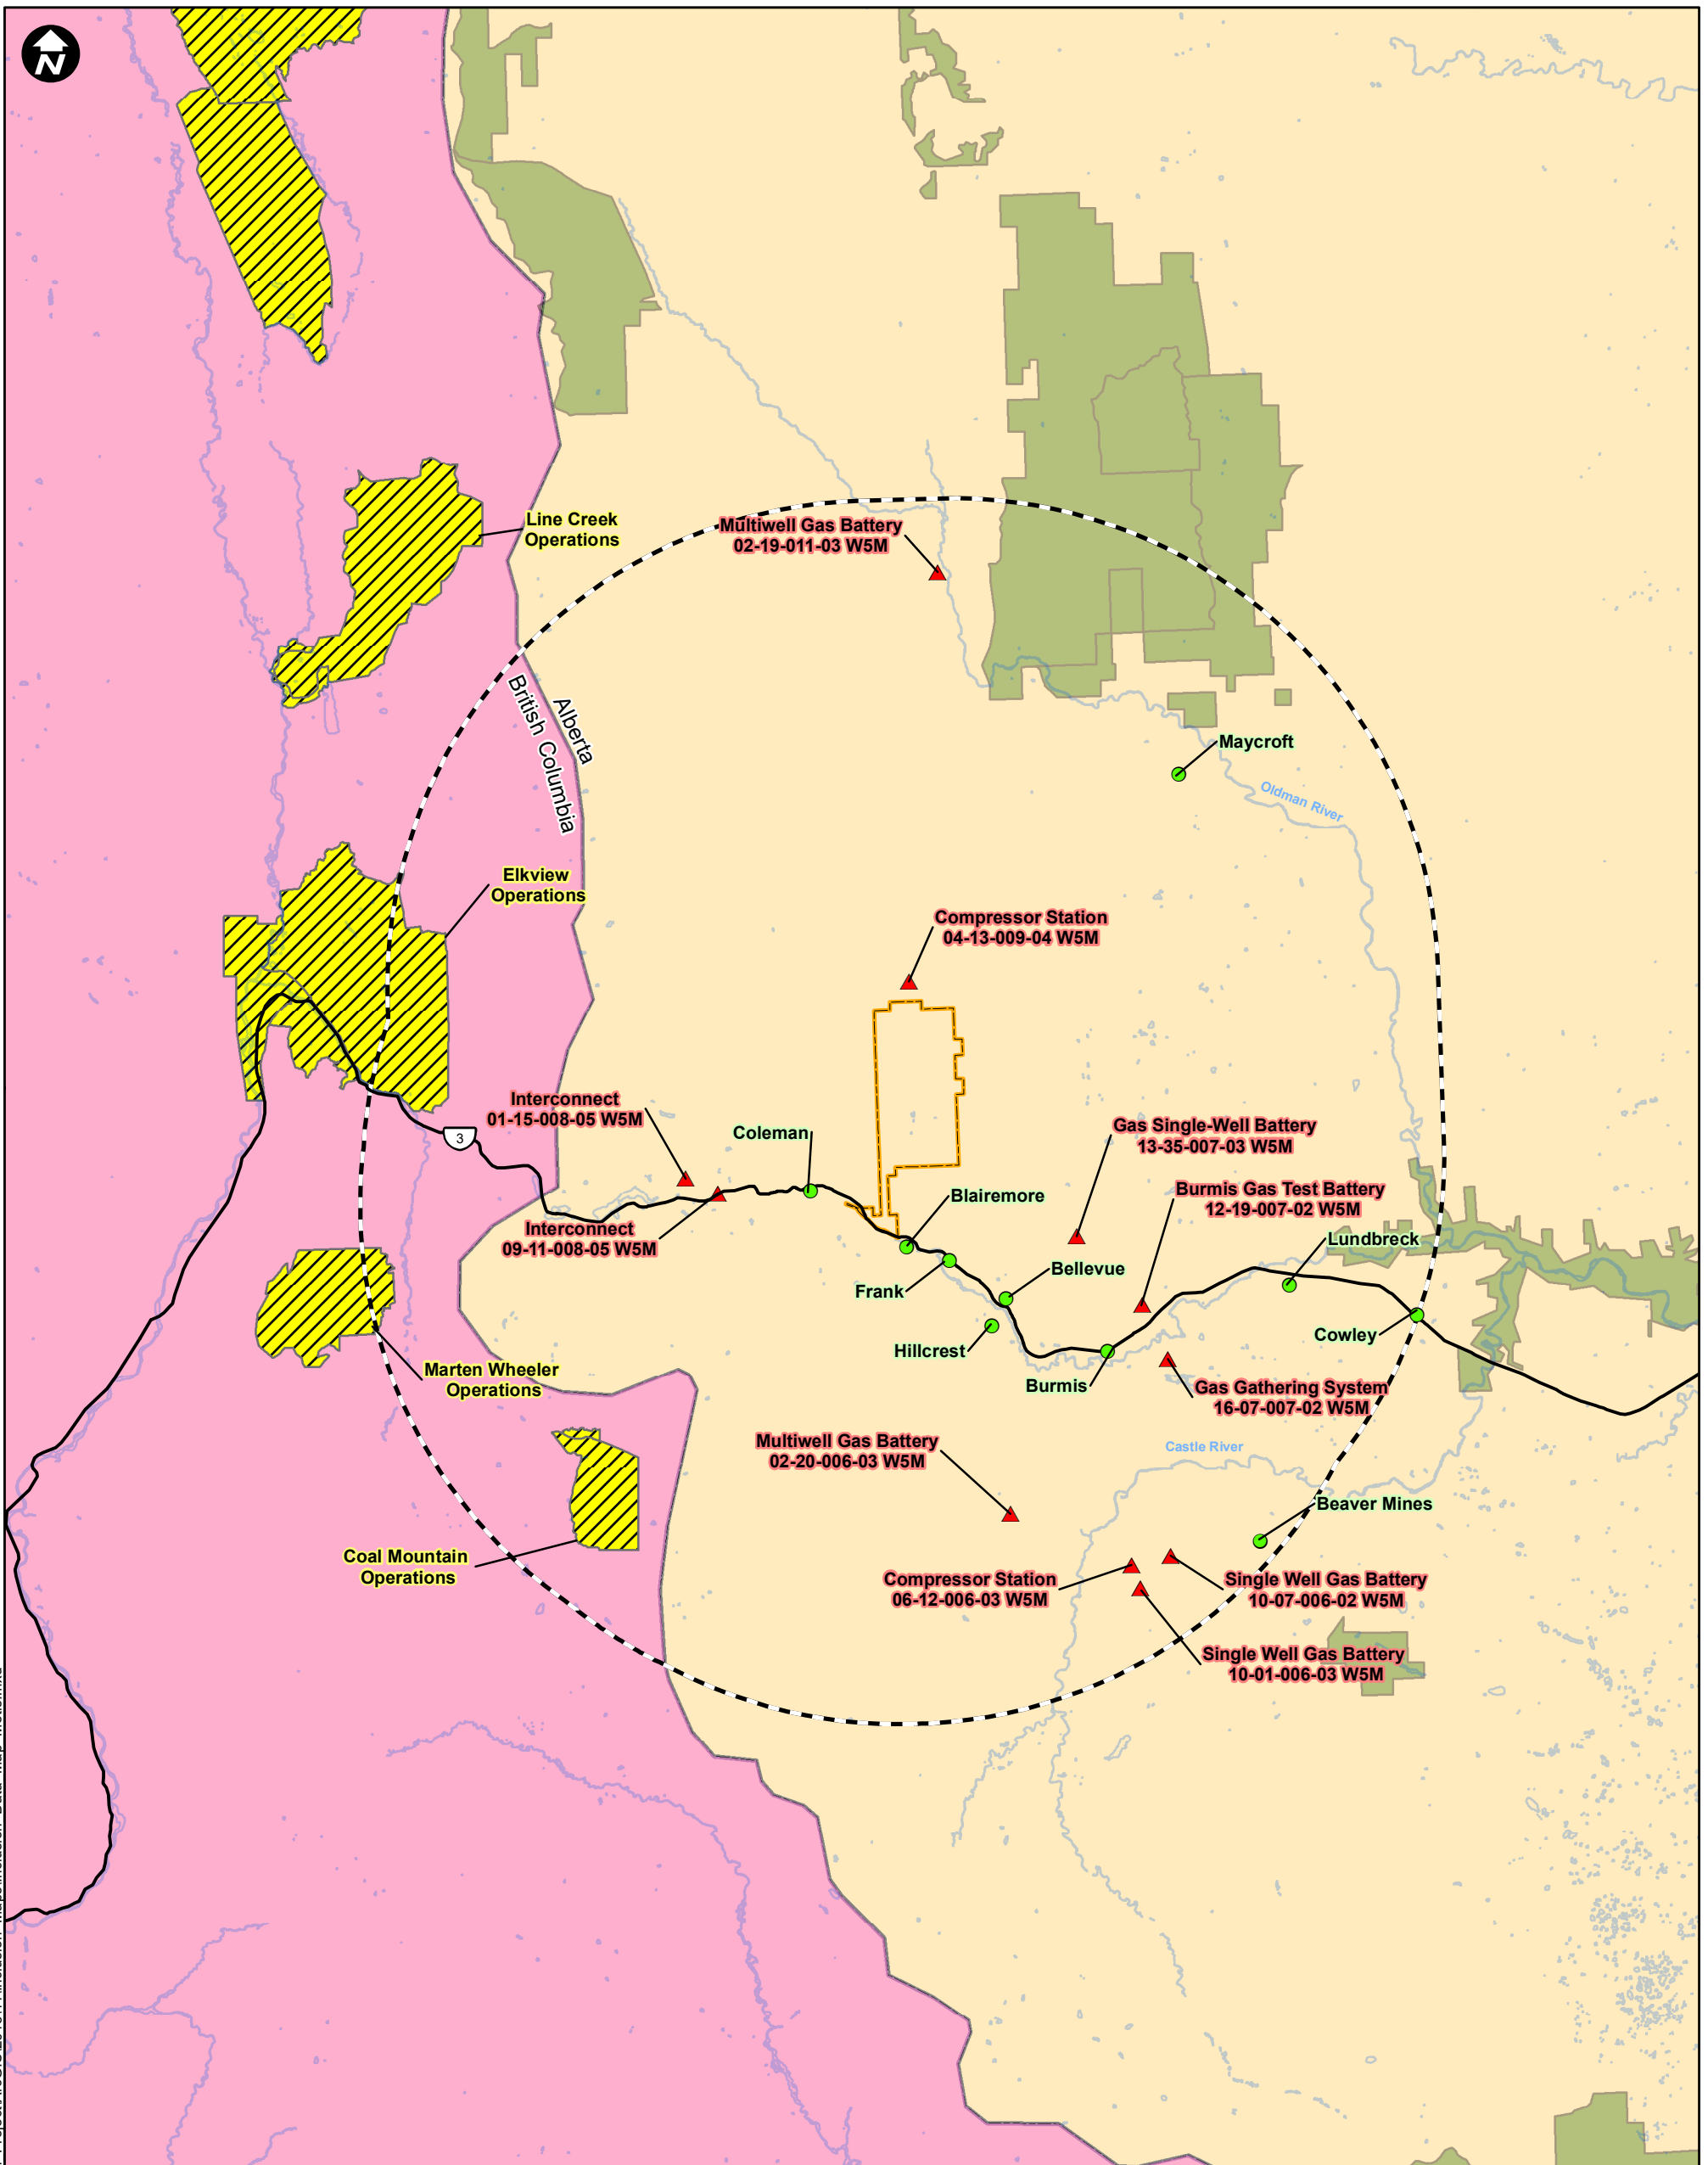 N
Line Creek
Operations
Multiwell Gas Battery
02-19-011-03 W5M
Alberta
British Columbia
Maycroft
Oldman River
Elkview
Operations
Compressor Station
04-13-009-04 W5M
Interconnect
01-15-008-05 W5M
3
Coleman
Gas Single-Well Battery
13-35-007-03 W5M
Burmis Gas Test Battery
12-19-007-02 W5M
Blairemore
Interconnect
09-11-008-05 W5M
Lundbreck
Bellevue
Frank
Cowley
Hillcrest
Marten Wheeler
Operations
Burmis
Gas Gathering System
16-07-007-02 W5M
Multiwell Gas Battery
02-20-006-03 W5M
Castle River
Beaver Mines
Coal Mountain
Operations
Compressor Station
06-12-006-03 W5M
Single Well Gas Battery
10-07-006-02 W5M
Single Well Gas Battery
10-01-006-03 W5M